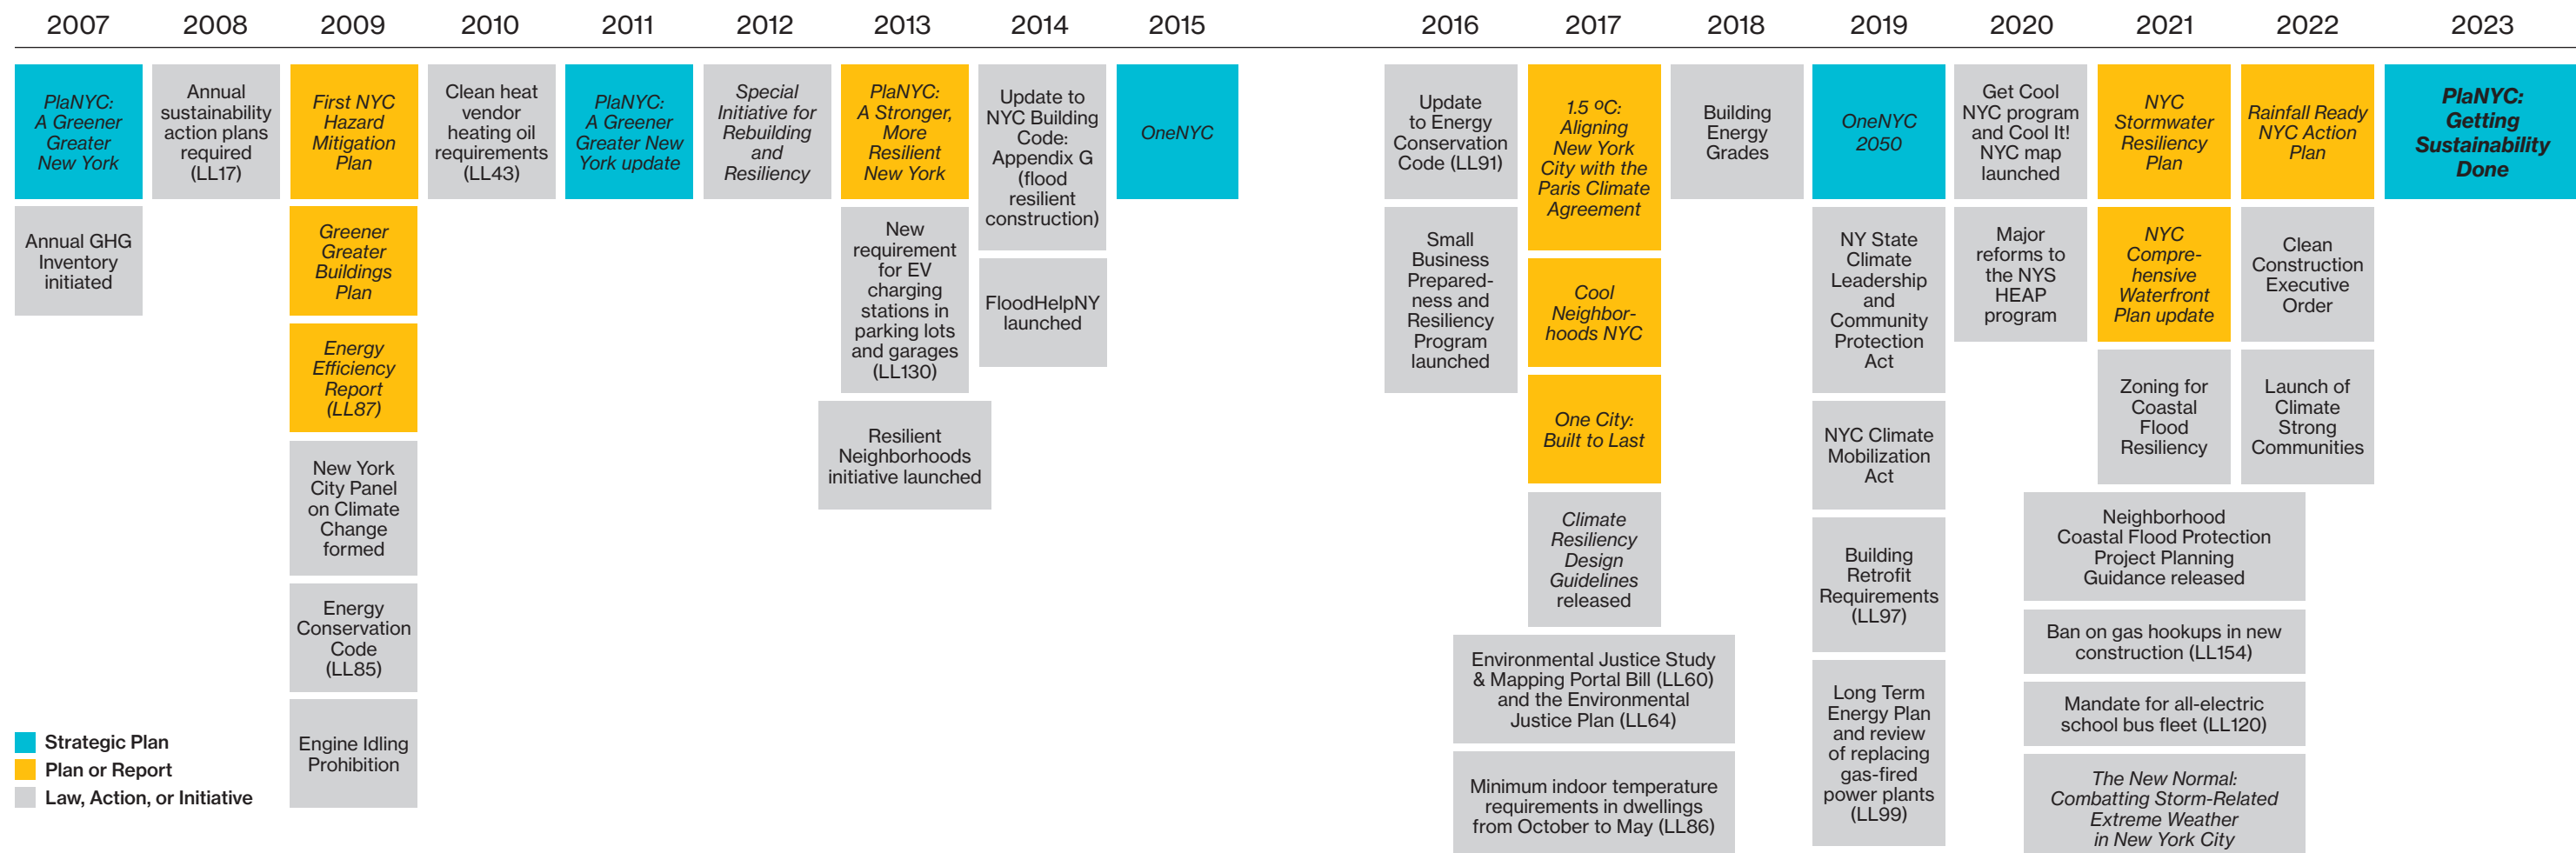 2007
PlaNYC:
A Greener
Greater
New York
Annual GHG
Inventory
initiated
2008
Annual
sustainability
action plans
required
(LL17)
2009
First NYC
Hazard
Mitigation
Plan
Greener
Greater
Buildings
Plan
Energy
Efficiency
Report
(LL87)
New York
City Panel
on Climate
Change
formed
Energy
Conservation
Code
(LL85)
Engine Idling
Prohibition
2010
Clean heat
vendor
heating oil
requirements
(LL43)
2011
PlaNYC:
A Greener
Greater New
York update
2012
Special
Initiative for
Rebuilding
and
Resiliency
2013
PlaNYC:
A Stronger,
More
Resilient
New York
New
requirement
for EV
charging
stations in
parking lots
and garages
(LL130)
Resilient
Neighborhoods
initiative launched
2014
Update to
NYC Building
Code:
Appendix G
(flood
resilient
construction)
FloodHelpNY
launched
2015
OneNYC
2016
Update
to Energy
Conservation
Code (LL91)
Small
Business
Prepared-
ness and
Resiliency
Program
launched
2017
1.5 ºC:
Aligning
New York
City with the
Paris Climate
Agreement
Cool
Neighbor-
hoods NYC
One City:
Built to Last
Climate
Resiliency
Design
Guidelines
released
Environmental Justice Study
& Mapping Portal Bill (LL60)
and the Environmental
Justice Plan (LL64)
Minimum indoor temperature
requirements in dwellings
from October to May (LL86)
2018
Building
Energy
Grades
2019
OneNYC
2050
NY State
Climate
Leadership
and
Community
Protection
Act
NYC Climate
Mobilization
Act
Building
Retrofit
Requirements
(LL97)
Long Term
Energy Plan
and review
of replacing
gas-fired
power plants
(LL99)
2020
Get Cool
NYC program
and Cool It!
NYC map
launched
Major
reforms to
the NYS
HEAP
program
2021
NYC
Stormwater
Resiliency
Plan
NYC
Compre-
hensive
Waterfront
Plan update
Zoning for
Coastal
Flood
Resiliency
Neighborhood
Coastal Flood Protection
Project Planning
Guidance released
Ban on gas hookups in new
construction (LL154)
Mandate for all-electric
school bus fleet (LL120)
The New Normal:
Combatting Storm-Related
Extreme Weather
in New York City
2022
Rainfall Ready
NYC Action
Plan
Clean
Construction
Executive
Order
Launch of
Climate
Strong
Communities
2023
PlaNYC:
Getting
Sustainability
Done
Strategic Plan
Plan or Report
Law, Action, or Initiative